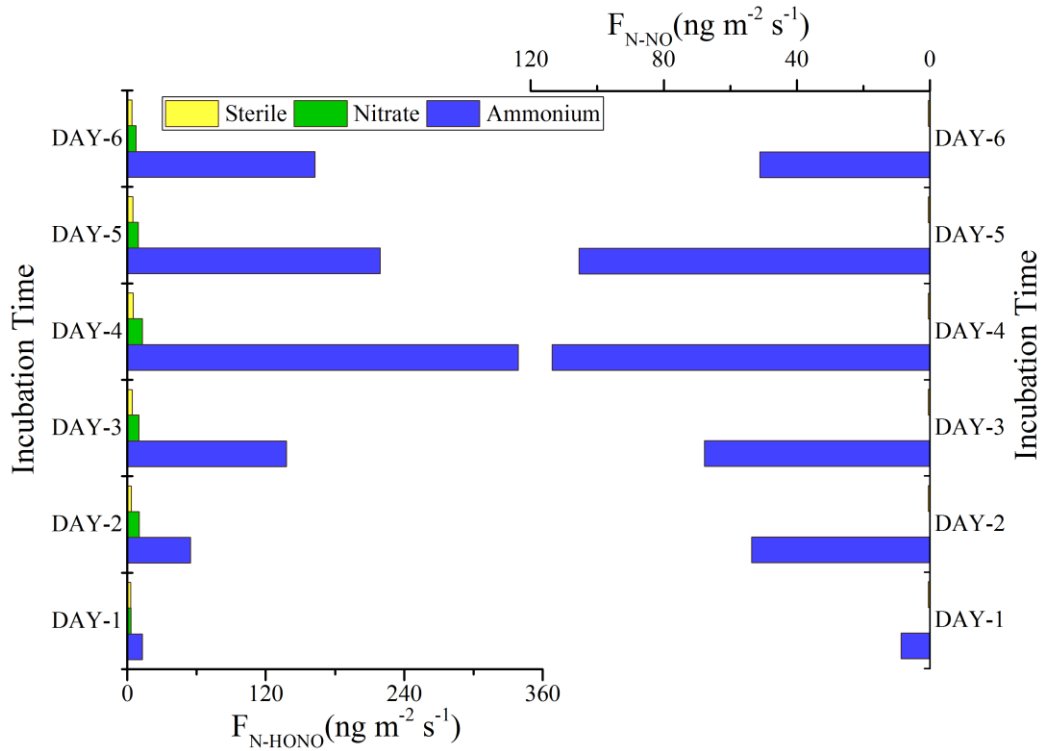 F_N-NO(ng m⁻² s⁻¹)
120 80 40 0
Sterile Nitrate Ammonium
DAY-6 DAY-6
DAY-5 DAY-5
DAY-4 DAY-4
DAY-3 DAY-3
DAY-2 DAY-2
DAY-1 DAY-1
Incubation Time
Incubation Time
0 120 240 360
F_N-HONO(ng m⁻² s⁻¹)